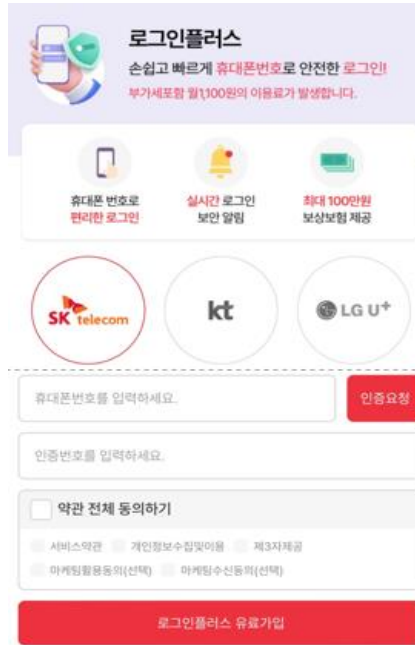 로그인플러스
손쉽고 빠르게 휴대폰번호로 안전한 로그인!
부가세포함 월1,100원의 이용료가 발생합니다.
휴대폰 번호로
편리한 로그인
실시간 로그인
보안 알림
최대 100만원
보상보험 제공
SK telecom
kt
LG U+
휴대폰번호를 입력하세요.
인증요청
인증번호를 입력하세요.
약관 전체 동의하기
서비스약관 개인정보수집및이용 제3자제공
마케팅활용동의(선택) 마케팅수신동의(선택)
로그인플러스 유료가입